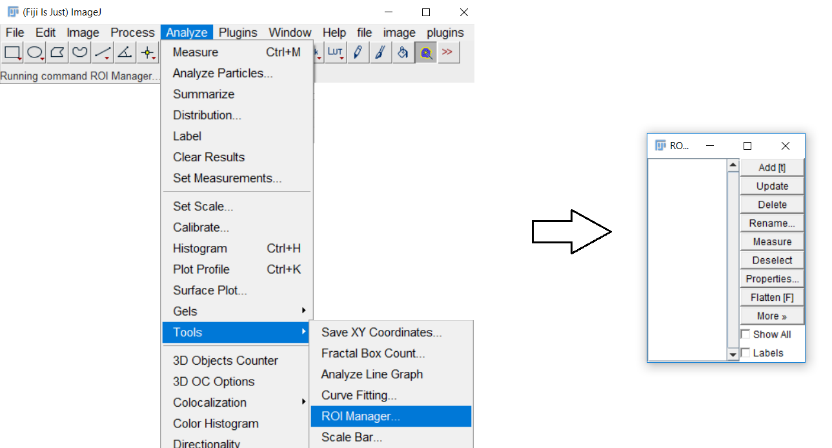 (Fiji Is Just) ImageJ
File Edit Image Process Analyze Plugins Window Help file image plugins
LUT >>
Running command ROI Manager...
Measure Ctrl+M
Analyze Particles...
Summarize
Distribution...
Label
Clear Results
Set Measurements...
Set Scale...
Calibrate...
Histogram Ctrl+H
Plot Profile Ctrl+K
Surface Plot...
Gels
Tools
3D Objects Counter
3D OC Options
Colocalization
Color Histogram
Directionality
Save XY Coordinates...
Fractal Box Count...
Analyze Line Graph
Curve Fitting...
ROI Manager...
Scale Bar...
RO...
Add [t]
Update
Delete
Rename...
Measure
Deselect
Properties...
Flatten [F]
More »
Show All
Labels